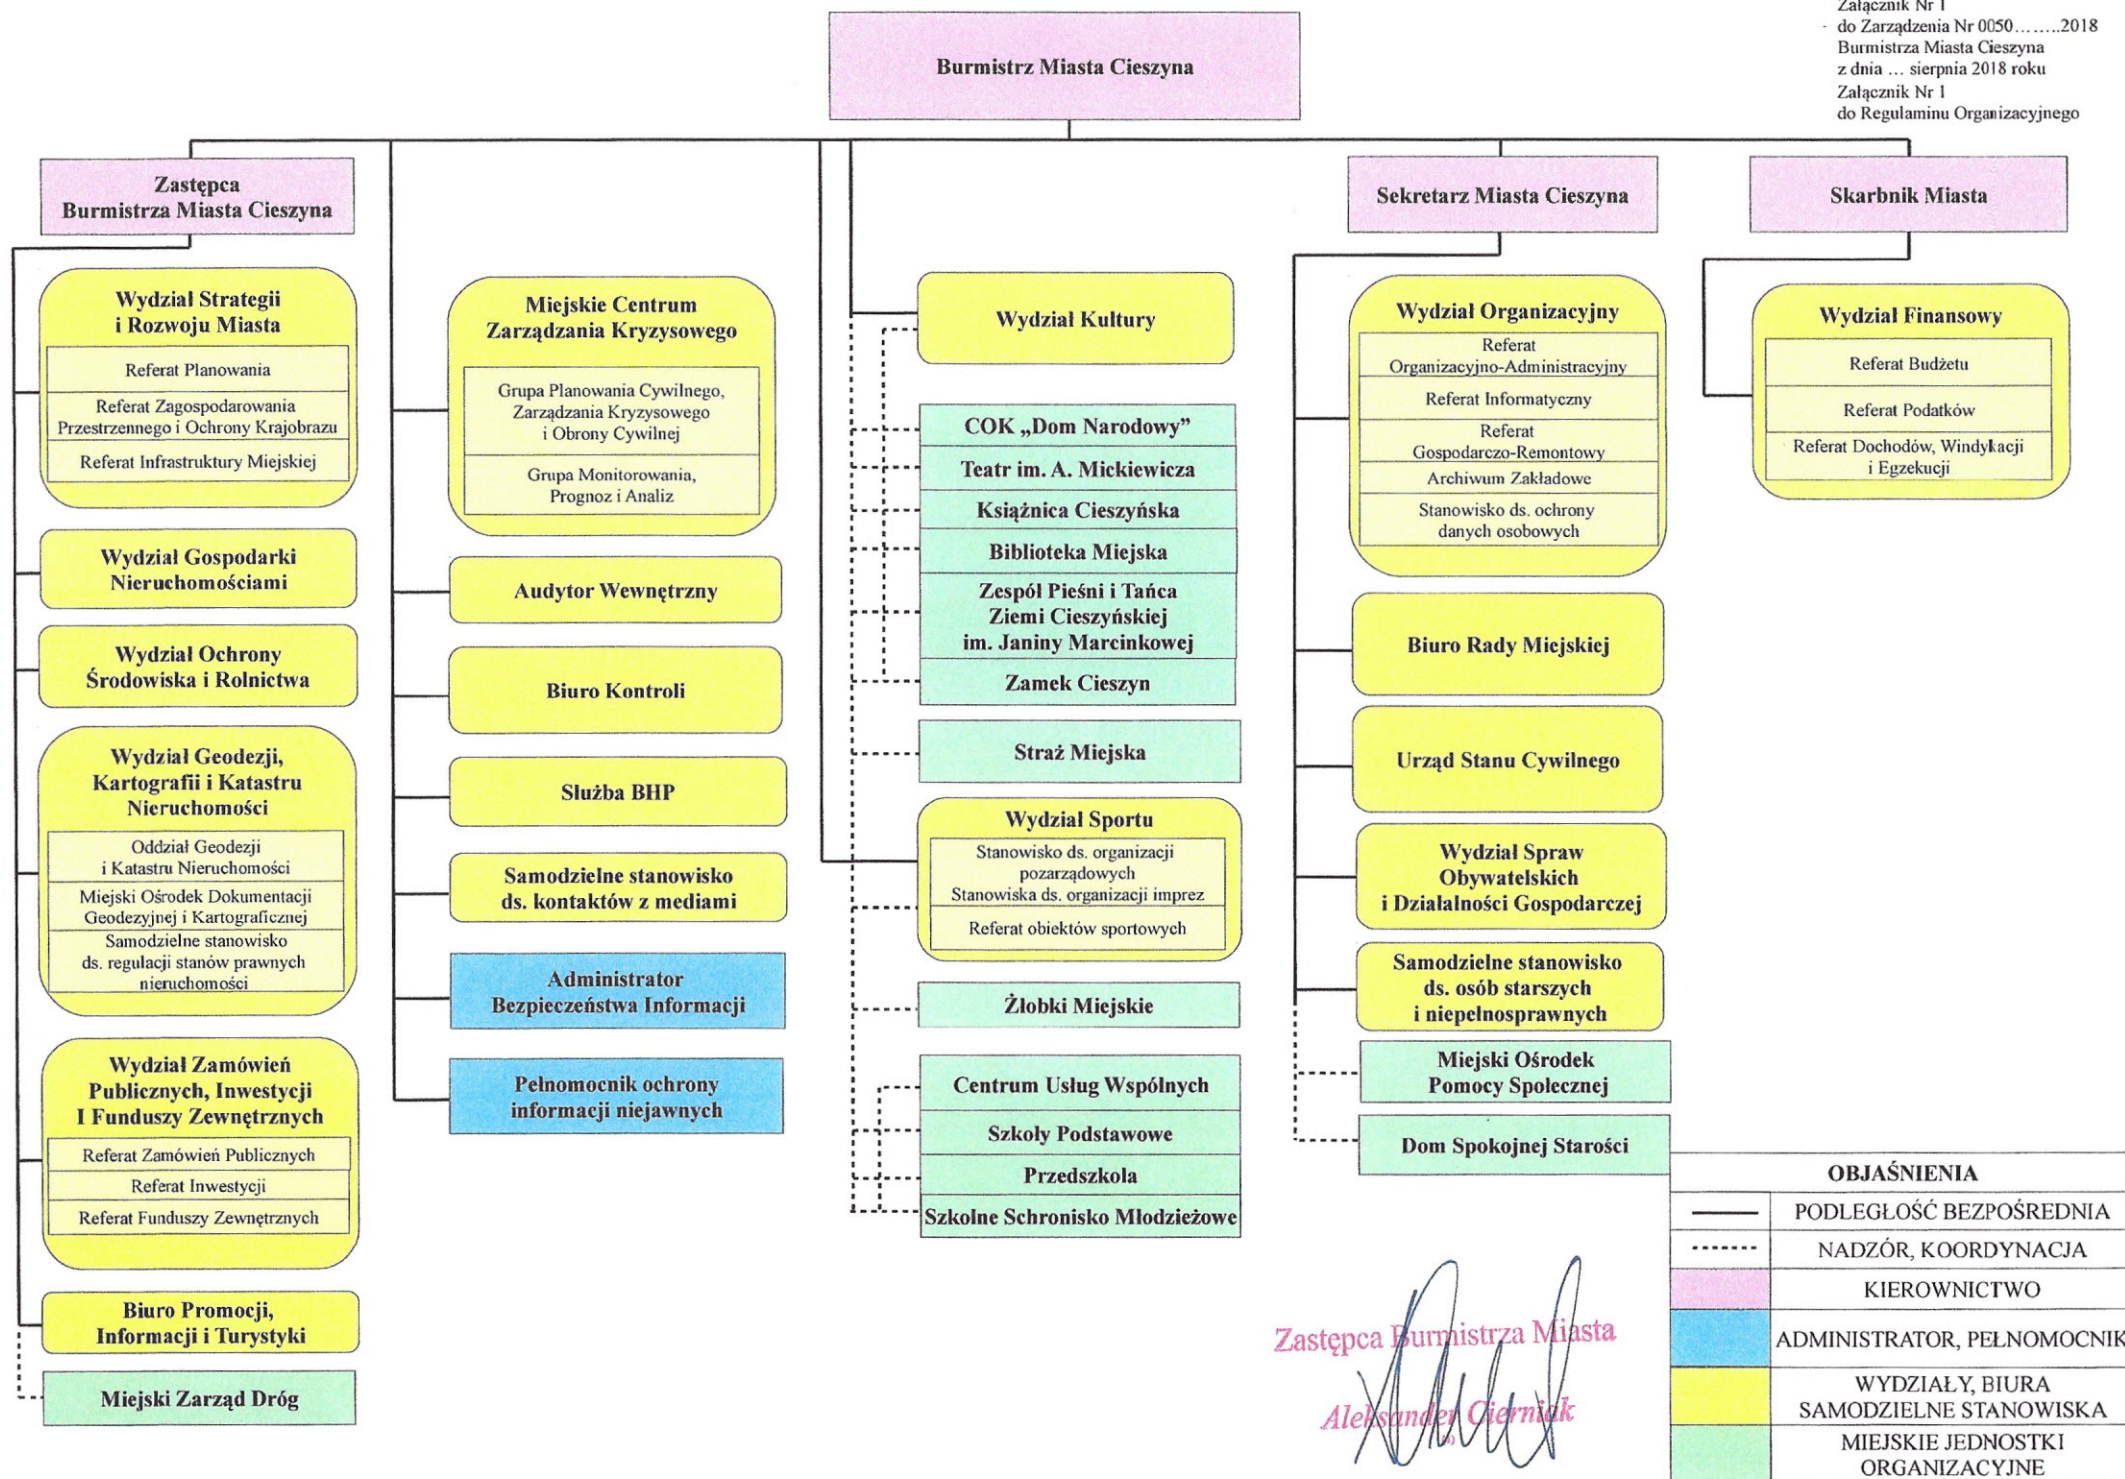 Załącznik Nr 1
do Zarządzenia Nr 0050........2018
Burmistrza Miasta Cieszyna
z dnia ... sierpnia 2018 roku
Załącznik Nr 1
do Regulaminu Organizacyjnego
Burmistrz Miasta Cieszyna
Zastępca
Burmistrza Miasta Cieszyna
Sekretarz Miasta Cieszyna
Skarbnik Miasta
Wydział Strategii
i Rozwoju Miasta
Referat Planowania
Referat Zagospodarowania
Przestrzennego i Ochrony Krajobrazu
Referat Infrastruktury Miejskiej
Wydział Gospodarki
Nieruchomościami
Wydział Ochrony
Środowiska i Rolnictwa
Wydział Geodezji,
Kartografii i Katastru
Nieruchomości
Oddział Geodezji
i Katastru Nieruchomości
Miejski Ośrodek Dokumentacji
Geodezyjnej i Kartograficznej
Samodzielne stanowisko
ds. regulacji stanów prawnych
nieruchomości
Wydział Zamówień
Publicznych, Inwestycji
I Funduszy Zewnętrznych
Referat Zamówień Publicznych
Referat Inwestycji
Referat Funduszy Zewnętrznych
Biuro Promocji,
Informacji i Turystyki
Miejski Zarząd Dróg
Miejskie Centrum
Zarządzania Kryzysowego
Grupa Planowania Cywilnego,
Zarządzania Kryzysowego
i Obrony Cywilnej
Grupa Monitorowania,
Prognoz i Analiz
Audytor Wewnętrzny
Biuro Kontroli
Służba BHP
Samodzielne stanowisko
ds. kontaktów z mediami
Administrator
Bezpieczeństwa Informacji
Pełnomocnik ochrony
informacji niejawnych
Wydział Kultury
COK „Dom Narodowy”
Teatr im. A. Mickiewicza
Książnica Cieszyńska
Biblioteka Miejska
Zespół Pieśni i Tańca
Ziemi Cieszyńskiej
im. Janiny Marcinkowej
Zamek Cieszyn
Straż Miejska
Wydział Sportu
Stanowisko ds. organizacji
pozarządowych
Stanowiska ds. organizacji imprez
Referat obiektów sportowych
Żłobki Miejskie
Centrum Usług Wspólnych
Szkoły Podstawowe
Przedszkola
Szkolne Schronisko Młodzieżowe
Wydział Organizacyjny
Referat
Organizacyjno-Administracyjny
Referat Informatyczny
Referat
Gospodarczo-Remontowy
Archiwum Zakładowe
Stanowisko ds. ochrony
danych osobowych
Biuro Rady Miejskiej
Urząd Stanu Cywilnego
Wydział Spraw
Obywatelskich
i Działalności Gospodarczej
Samodzielne stanowisko
ds. osób starszych
i niepełnosprawnych
Miejski Ośrodek
Pomocy Społecznej
Dom Spokojnej Starości
Wydział Finansowy
Referat Budżetu
Referat Podatków
Referat Dochodów, Windykacji
i Egzekucji
Zastępca Burmistrza Miasta
Aleksander Cierniak
OBJAŚNIENIA
PODLEGŁOŚĆ BEZPOŚREDNIA
NADZÓR, KOORDYNACJA
KIEROWNICTWO
ADMINISTRATOR, PEŁNOMOCNIK
WYDZIAŁY, BIURA
SAMODZIELNE STANOWISKA
MIEJSKIE JEDNOSTKI
ORGANIZACYJNE